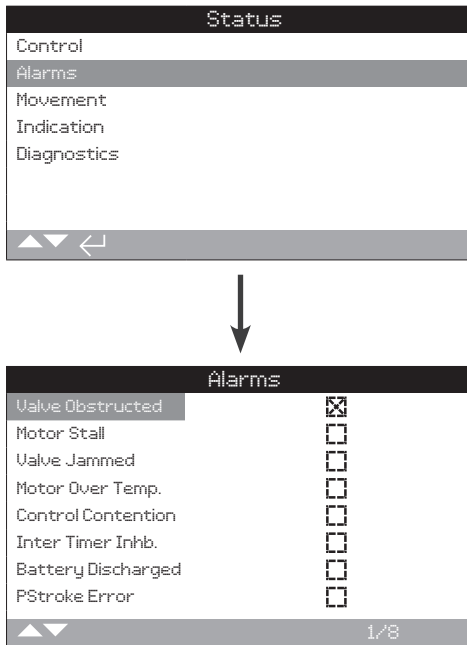 Status
Control
Alarms
Movement
Indication
Diagnostics
Alarms
Valve Obstructed
Motor Stall
Valve Jammed
Motor Over Temp.
Control Contention
Inter Timer Inhb.
Battery Discharged
PStroke Error
1/8